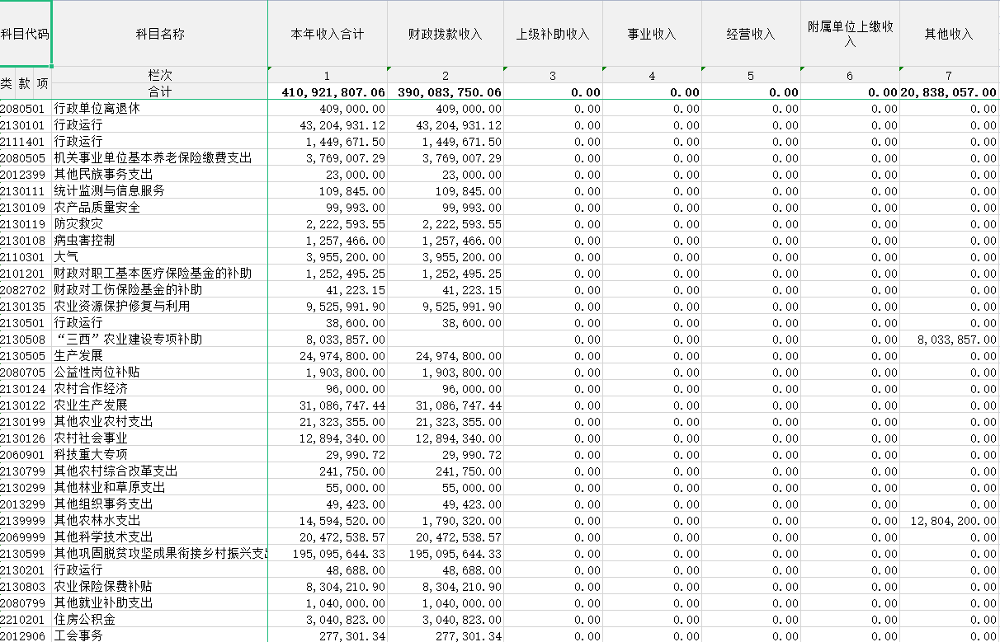 科目代码 科目名称 本年收入合计 财政拨款收入 上级补助收入 事业收入 经营收入 附属单位上缴收入 其他收入
类 款 项 栏次 1 2 3 4 5 6 7
合计 410,921,807.06 390,083,750.06 0.00 0.00 0.00 0.00 20,838,057.00
2080501 行政单位离退休 409,000.00 409,000.00 0.00 0.00 0.00 0.00 0.00
2130101 行政运行 43,204,931.12 43,204,931.12 0.00 0.00 0.00 0.00 0.00
2111401 行政运行 1,449,671.50 1,449,671.50 0.00 0.00 0.00 0.00 0.00
2080505 机关事业单位基本养老保险缴费支出 3,769,007.29 3,769,007.29 0.00 0.00 0.00 0.00 0.00
2012399 其他民族事务支出 23,000.00 23,000.00 0.00 0.00 0.00 0.00 0.00
2130111 统计监测与信息服务 109,845.00 109,845.00 0.00 0.00 0.00 0.00 0.00
2130109 农产品质量安全 99,993.00 99,993.00 0.00 0.00 0.00 0.00 0.00
2130119 防灾救灾 2,222,593.55 2,222,593.55 0.00 0.00 0.00 0.00 0.00
2130108 病虫害控制 1,257,466.00 1,257,466.00 0.00 0.00 0.00 0.00 0.00
2110301 大气 3,955,200.00 3,955,200.00 0.00 0.00 0.00 0.00 0.00
2101201 财政对职工基本医疗保险基金的补助 1,252,495.25 1,252,495.25 0.00 0.00 0.00 0.00 0.00
2082702 财政对工伤保险基金的补助 41,223.15 41,223.15 0.00 0.00 0.00 0.00 0.00
2130135 农业资源保护修复与利用 9,525,991.90 9,525,991.90 0.00 0.00 0.00 0.00 0.00
2130501 行政运行 38,600.00 38,600.00 0.00 0.00 0.00 0.00 0.00
2130508 “三西”农业建设专项补助 8,033,857.00 0.00 0.00 0.00 0.00 8,033,857.00
2130505 生产发展 24,974,800.00 24,974,800.00 0.00 0.00 0.00 0.00 0.00
2080705 公益性岗位补贴 1,903,800.00 1,903,800.00 0.00 0.00 0.00 0.00 0.00
2130124 农村合作经济 96,000.00 96,000.00 0.00 0.00 0.00 0.00 0.00
2130122 农业生产发展 31,086,747.44 31,086,747.44 0.00 0.00 0.00 0.00 0.00
2130199 其他农业农村支出 21,323,355.00 21,323,355.00 0.00 0.00 0.00 0.00 0.00
2130126 农村社会事业 12,894,340.00 12,894,340.00 0.00 0.00 0.00 0.00 0.00
2060901 科技重大专项 29,990.72 29,990.72 0.00 0.00 0.00 0.00 0.00
2130799 其他农村综合改革支出 241,750.00 241,750.00 0.00 0.00 0.00 0.00 0.00
2130299 其他林业和草原支出 55,000.00 55,000.00 0.00 0.00 0.00 0.00 0.00
2013299 其他组织事务支出 49,423.00 49,423.00 0.00 0.00 0.00 0.00 0.00
2139999 其他农林水支出 14,594,520.00 1,790,320.00 0.00 0.00 0.00 0.00 12,804,200.00
2069999 其他科学技术支出 20,472,538.57 20,472,538.57 0.00 0.00 0.00 0.00 0.00
2130599 其他巩固脱贫攻坚成果衔接乡村振兴支出 195,095,644.33 195,095,644.33 0.00 0.00 0.00 0.00 0.00
2130201 行政运行 48,688.00 48,688.00 0.00 0.00 0.00 0.00 0.00
2130803 农业保险保费补贴 8,304,210.90 8,304,210.90 0.00 0.00 0.00 0.00 0.00
2080799 其他就业补助支出 1,040,000.00 1,040,000.00 0.00 0.00 0.00 0.00 0.00
2210201 住房公积金 3,040,823.00 3,040,823.00 0.00 0.00 0.00 0.00 0.00
2012906 工会事务 277,301.34 277,301.34 0.00 0.00 0.00 0.00 0.00